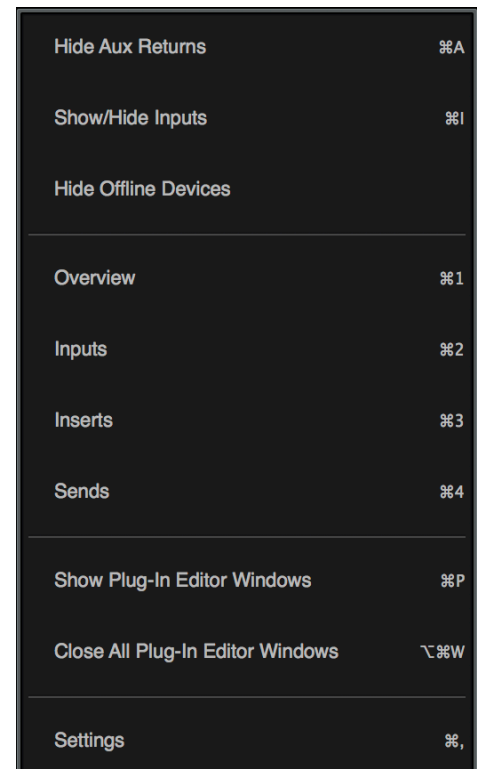 Hide Aux Returns ⌘A
Show/Hide Inputs ⌘I
Hide Offline Devices
Overview ⌘1
Inputs ⌘2
Inserts ⌘3
Sends ⌘4
Show Plug-In Editor Windows ⌘P
Close All Plug-In Editor Windows ⌥⌘W
Settings ⌘,